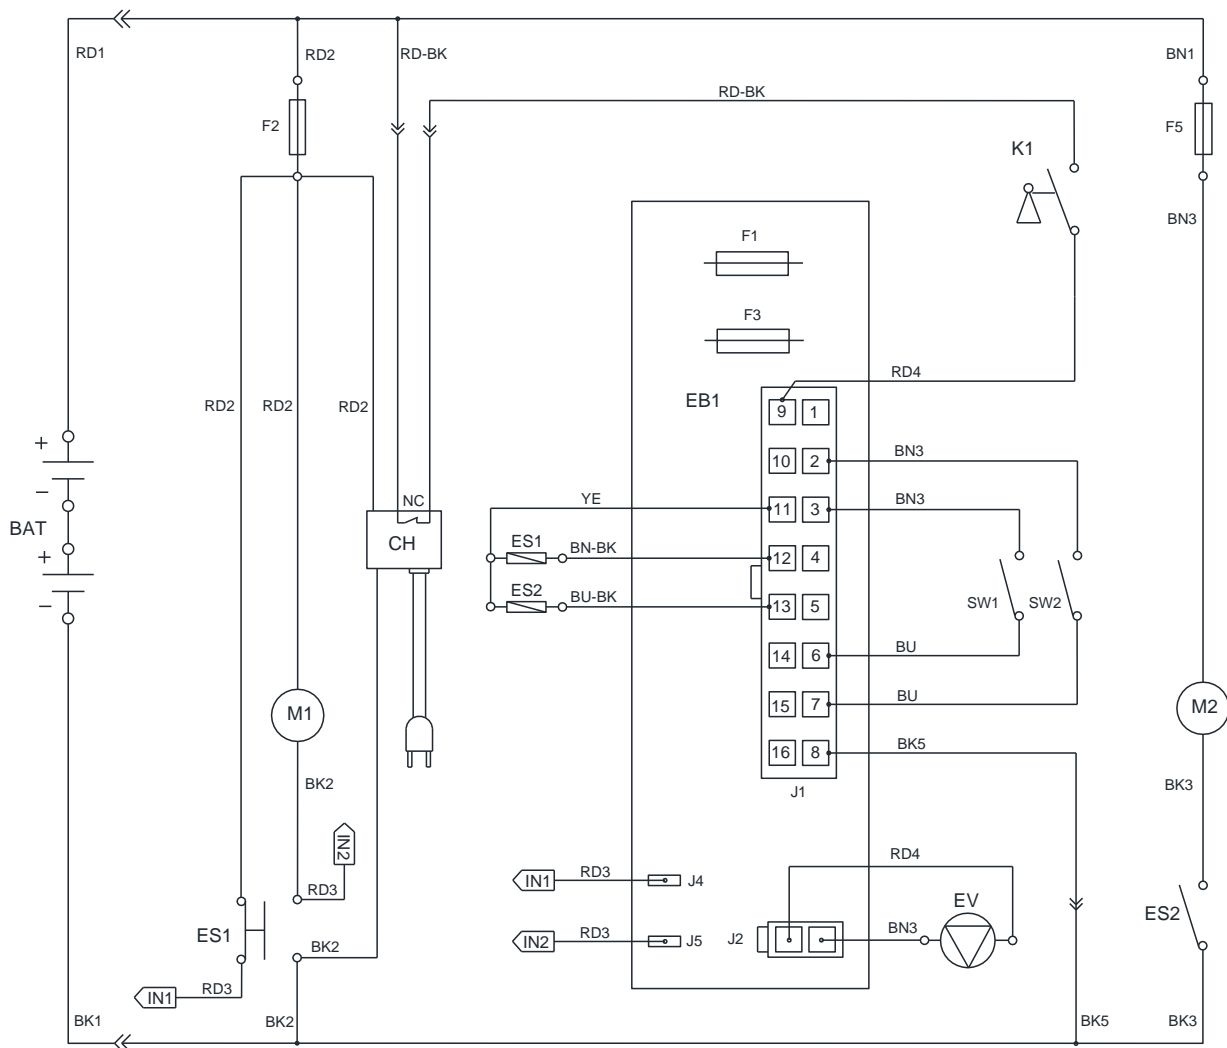 RD1
RD2
RD-BK
BN1
RD-BK
F2
F5
K1
BN3
F1
F3
RD4
EB1
RD2
RD2
RD2
9 1
+
BN3
10 2
−
NC
YE
BN3
11 3
BAT
CH
ES1
BN-BK
12 4
+
ES2
BU-BK
13 5
SW1
SW2
−
BU
14 6
BU
15 7
M1
M2
BK5
16 8
J1
BK2
BK3
IN2
RD4
IN1
RD3
J4
RD3
EV
ES2
ES1
BN3
IN2
RD3
J5
J2
BK2
RD3
IN1
BK1
BK2
BK5
BK3